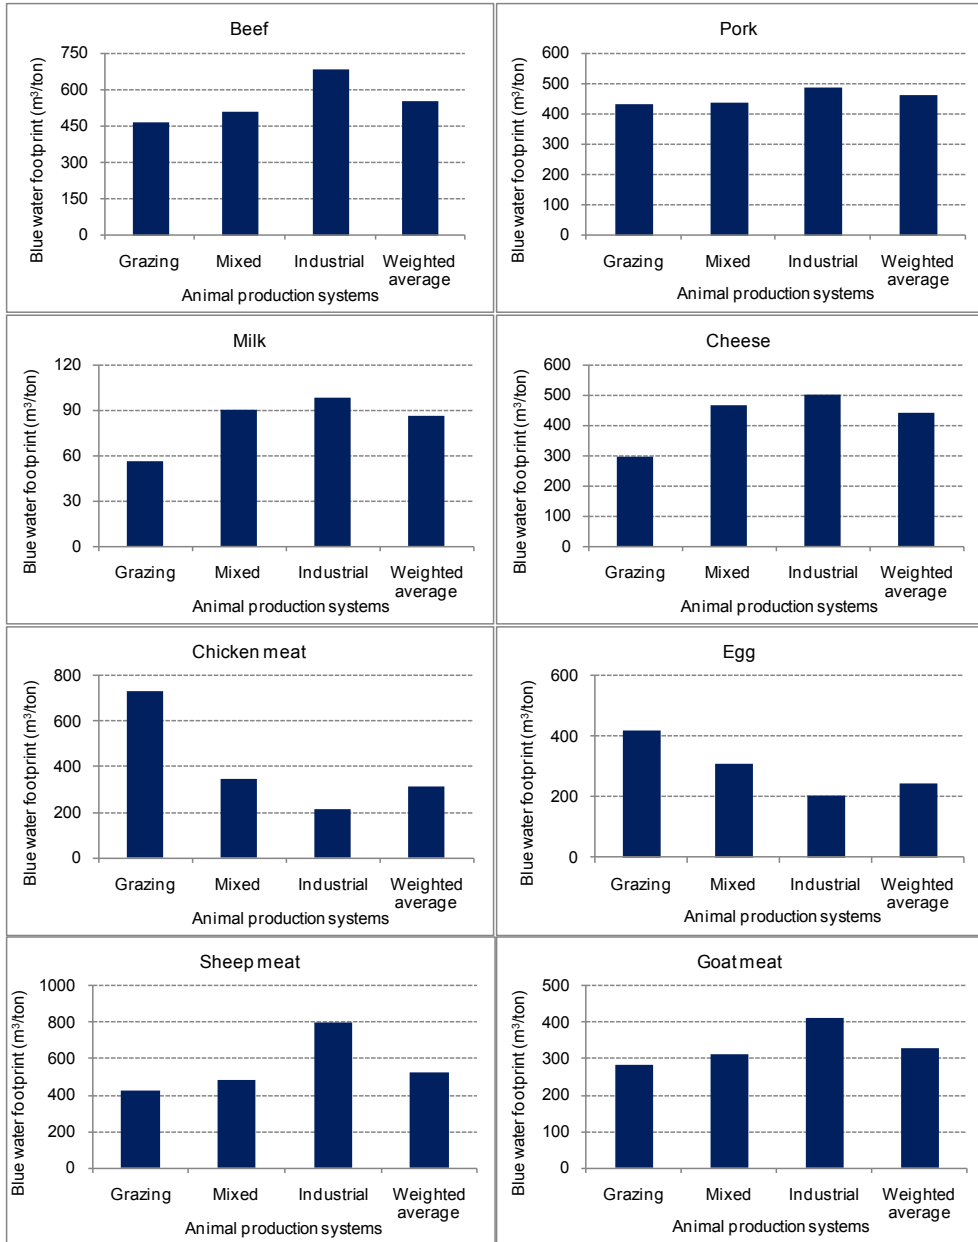 Beef
Blue water footprint (m³/ton)
750
600
450
300
150
0
Grazing Mixed Industrial Weighted
average
Animal production systems
Pork
Blue water footprint (m³/ton)
600
500
400
300
200
100
0
Grazing Mixed Industrial Weighted
average
Animal production systems
Milk
Blue water footprint (m³/ton)
120
90
60
30
0
Grazing Mixed Industrial Weighted
average
Animal production systems
Cheese
Blue water footprint (m³/ton)
600
500
400
300
200
100
0
Grazing Mixed Industrial Weighted
average
Animal production systems
Chicken meat
Blue water footprint (m³/ton)
800
600
400
200
0
Grazing Mixed Industrial Weighted
average
Animal production systems
Egg
Blue water footprint (m³/ton)
600
400
200
0
Grazing Mixed Industrial Weighted
average
Animal production systems
Sheep meat
Blue water footprint (m³/ton)
1000
800
600
400
200
0
Grazing Mixed Industrial Weighted
average
Animal production systems
Goat meat
Blue water footprint (m³/ton)
500
400
300
200
100
0
Grazing Mixed Industrial Weighted
average
Animal production systems